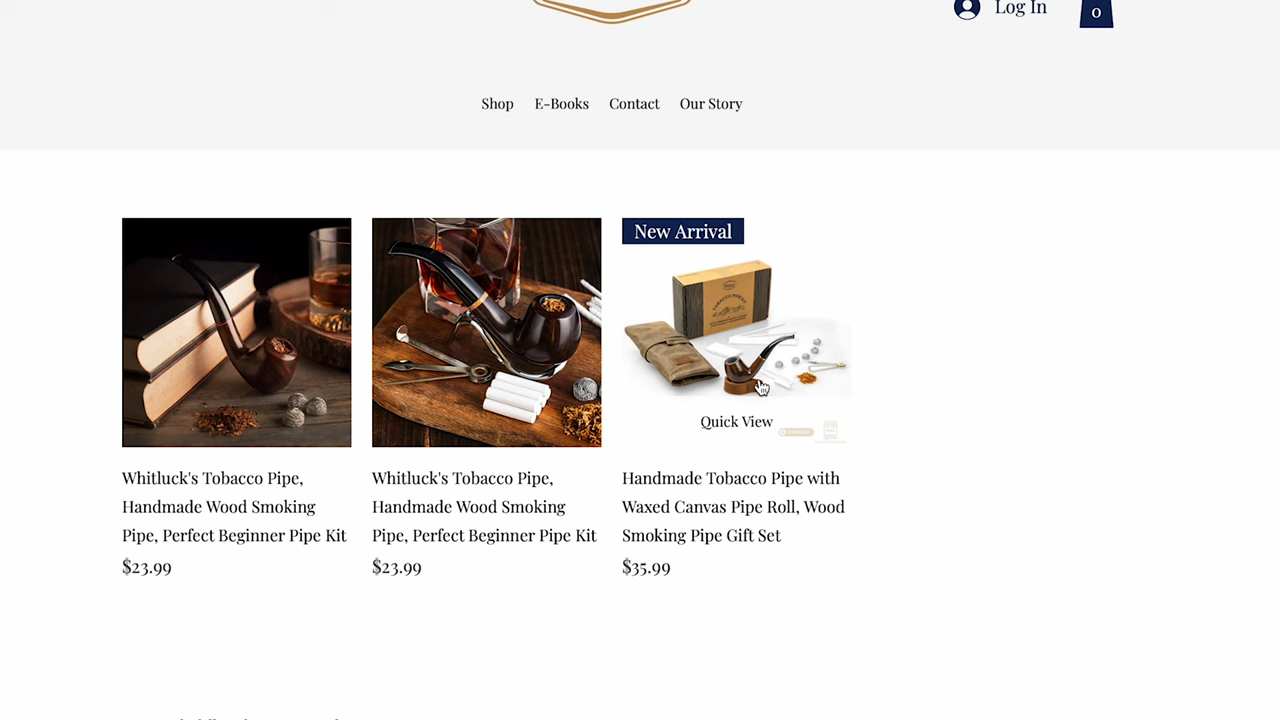 Log In
0
Shop E-Books Contact Our Story
New Arrival
Quick View
Whitluck's Tobacco Pipe,
Handmade Wood Smoking
Pipe, Perfect Beginner Pipe Kit
$23.99
Whitluck's Tobacco Pipe,
Handmade Wood Smoking
Pipe, Perfect Beginner Pipe Kit
$23.99
Handmade Tobacco Pipe with
Waxed Canvas Pipe Roll, Wood
Smoking Pipe Gift Set
$35.99